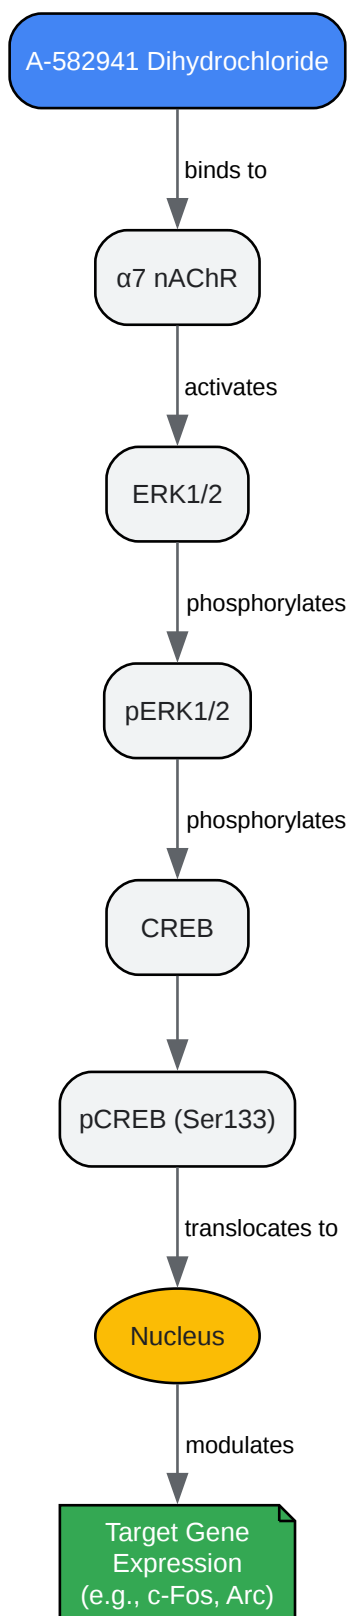 A-582941 Dihydrochloride
binds to
α7 nAChR
activates
ERK1/2
phosphorylates
pERK1/2
phosphorylates
CREB
pCREB (Ser133)
translocates to
Nucleus
modulates
Target Gene
Expression
(e.g., c-Fos, Arc)